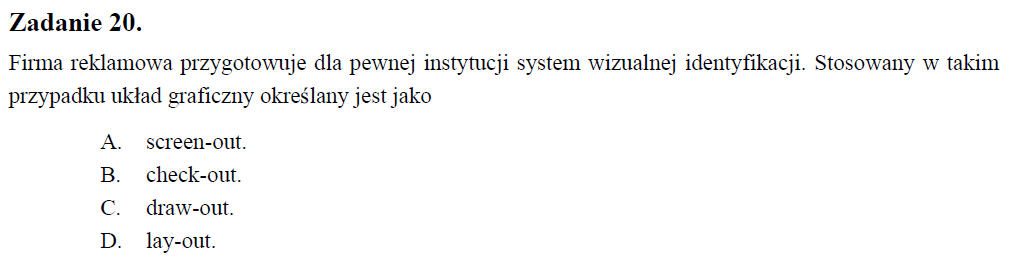 Zadanie 20.
Firma reklamowa przygotowuje dla pewnej instytucji system wizualnej identyfikacji. Stosowany w takim
przypadku układ graficzny określany jest jako
A. screen-out.
B. check-out.
C. draw-out.
D. lay-out.